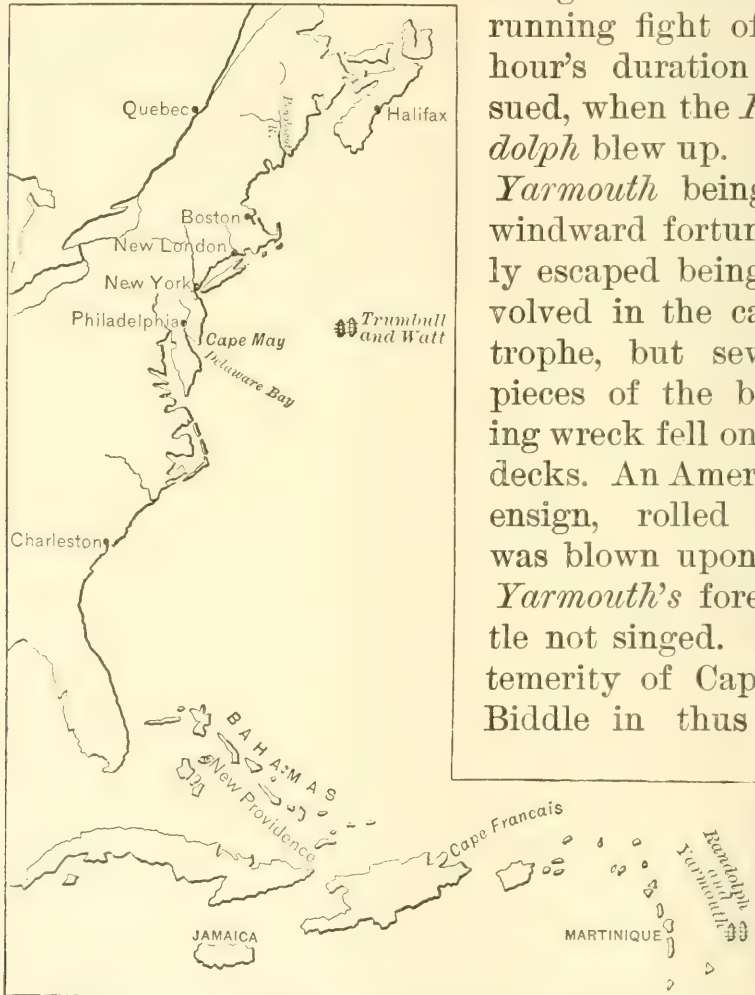 running fight of
hour's duration
sued, when the
dolph blew up.
Yarmouth being
windward fortun
ly escaped being
volved in the ca
trophe, but sev
pieces of the b
ing wreck fell on
decks. An Amer
ensign, rolled
was blown upon
Yarmouth's fore
tle not singed.
temerity of Cap
Biddle in thus
Quebec
Halifax
Boston
New London
New York
Philadelphia
Cape May
Delaware Bay
Trumbull
and Watt
Charleston
BAHAMAS
New Providence
Cape Francais
JAMAICA
MARTINIQUE
Randolph
and
Yarmouth